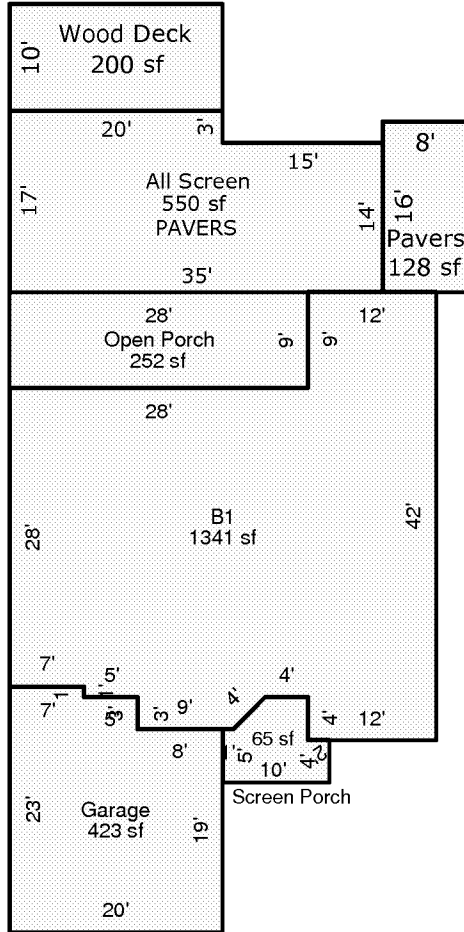 Wood Deck
200 sf
10'
20'
3'
15'
8'
All Screen
550 sf
PAVERS
17'
14'
16'
Pavers
128 sf
35'
28'
12'
Open Porch
252 sf
9'
9'
28'
B1
1341 sf
28'
42'
7'
5'
4'
1'
7'
5'
3'
3'
9'
4'
4'
12'
8'
65 sf
1'
5'
4'
2'
10'
Screen Porch
Garage
423 sf
23'
19'
20'